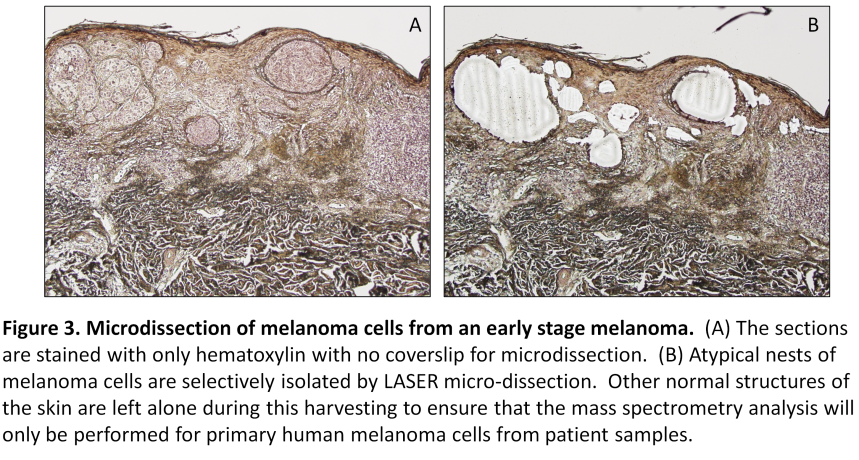 A
B
Figure 3. Microdissection of melanoma cells from an early stage melanoma. (A) The sections
are stained with only hematoxylin with no coverslip for microdissection. (B) Atypical nests of
melanoma cells are selectively isolated by LASER micro-dissection. Other normal structures of
the skin are left alone during this harvesting to ensure that the mass spectrometry analysis will
only be performed for primary human melanoma cells from patient samples.